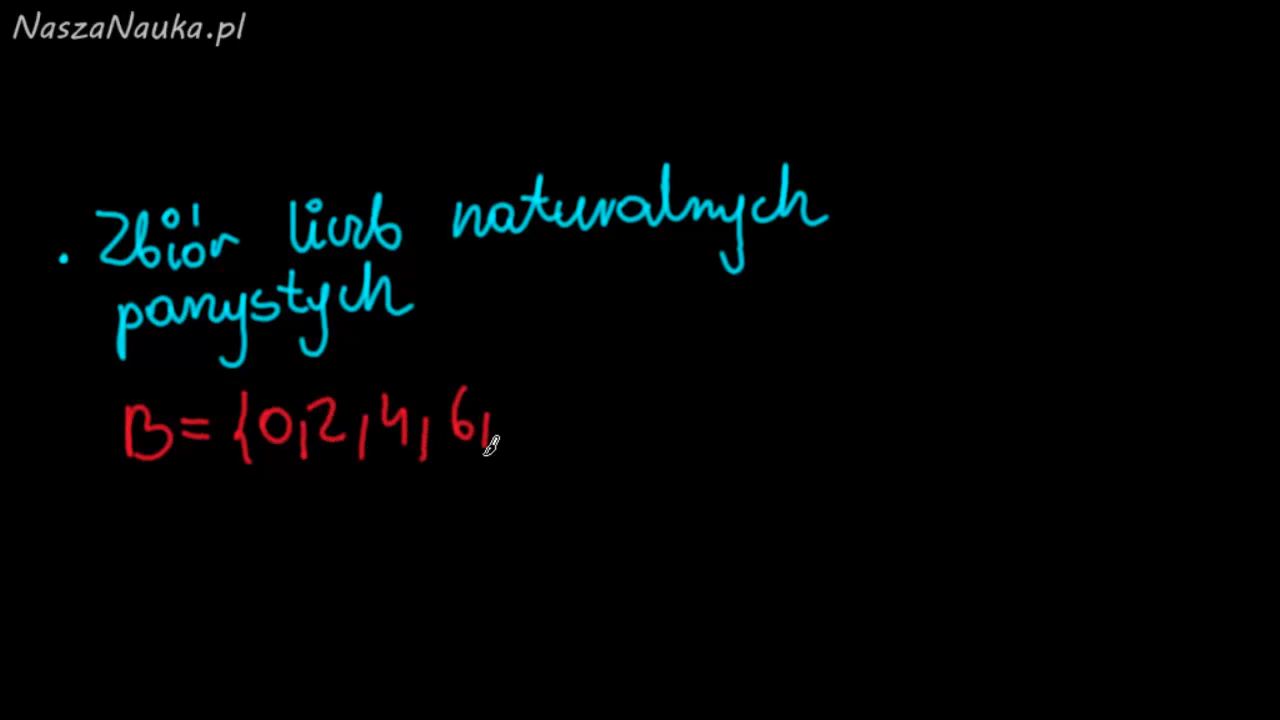 NaszaNauka.pl
. Zbiór liczb naturalnych
parzystych
B = {0,2,4,6,